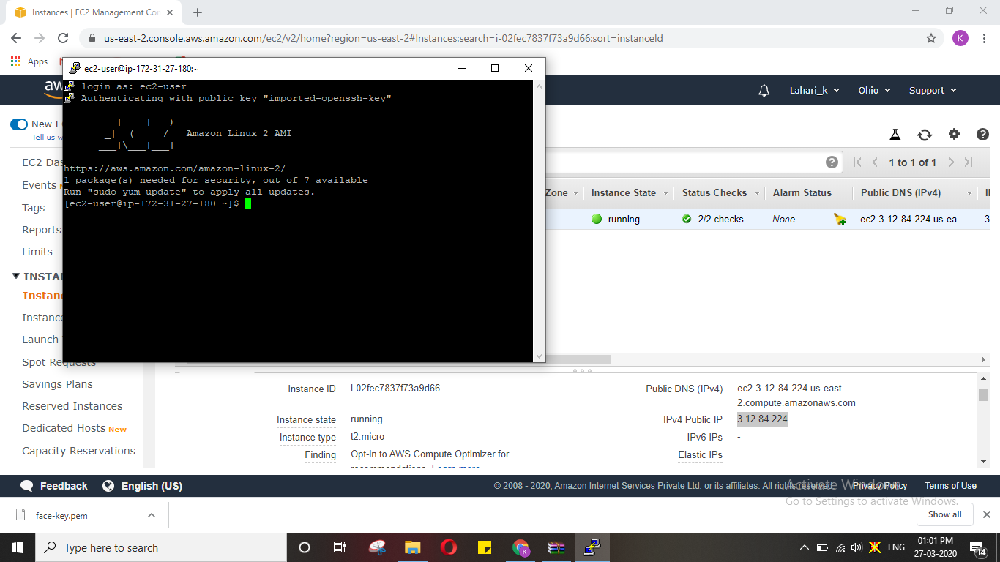 Instances | EC2 Management Con
us-east-2.console.aws.amazon.com/ec2/v2/home?region=us-east-2#Instances:search=i-02fec7837f73a9d66;sort=instanceId
K
Apps
ec2-user@ip-172-31-27-180:~
login as: ec2-user
Authenticating with public key "imported-openssh-key"
__| __|_ )
_| ( / Amazon Linux 2 AMI
___|\___|___|
https://aws.amazon.com/amazon-linux-2/
1 package(s) needed for security, out of 7 available
Run "sudo yum update" to apply all updates.
[ec2-user@ip-172-31-27-180 ~]$
aw
Lahari_k
Ohio
Support
New E
Tell us w
EC2 Das
Events
Tags
Reports
Limits
INSTAN
Instanc
Instance
Launch
Spot Requests
Savings Plans
Reserved Instances
Dedicated Hosts New
Capacity Reservations
1 to 1 of 1
Zone
Instance State
Status Checks
Alarm Status
Public DNS (IPv4)
running
2/2 checks ...
None
ec2-3-12-84-224.us-ea...
3
Instance ID i-02fec7837f73a9d66
Instance state running
Instance type t2.micro
Finding Opt-in to AWS Compute Optimizer for
recommendations. Learn more
Public DNS (IPv4) ec2-3-12-84-224.us-east-
2.compute.amazonaws.com
IPv4 Public IP 3.12.84.224
IPv6 IPs -
Elastic IPs
Feedback
English (US)
© 2008 - 2020, Amazon Internet Services Private Ltd. or its affiliates. All rights reserved.
Privacy Policy
Terms of Use
Activate Windows
Go to Settings to activate Windows.
face-key.pem
Show all
Type here to search
K
ENG
01:01 PM
27-03-2020
14